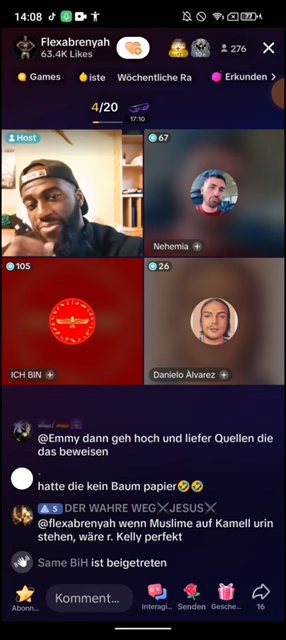 14:08
77
Flexabrenyah
63.4K Likes
276
Games
iste
Wöchentliche Ra
Erkunden
4/20
17:10
Host
67
Nehemia
105
ICH BIN
26
Danielo Àlvarez
@Emmy dann geh hoch und liefer Quellen die
das beweisen
.
hatte die kein Baum papier🤣🤣
5 DER WAHRE WEG⚔JESUS⚔
@flexabrenyah wenn Muslime auf Kamell urin
stehen, wäre r. Kelly perfekt
Same BiH ist beigetreten
Abonn...
Kommen...
Interagi...
Senden
Gesche...
16